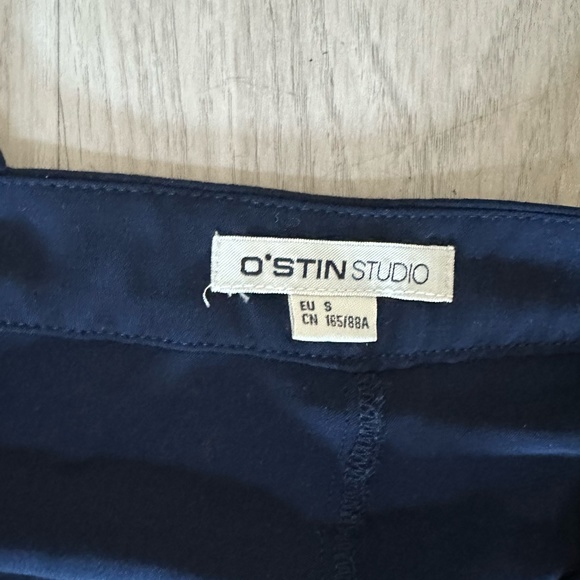 O'STIN STUDIO
EU S
CN 165/88A